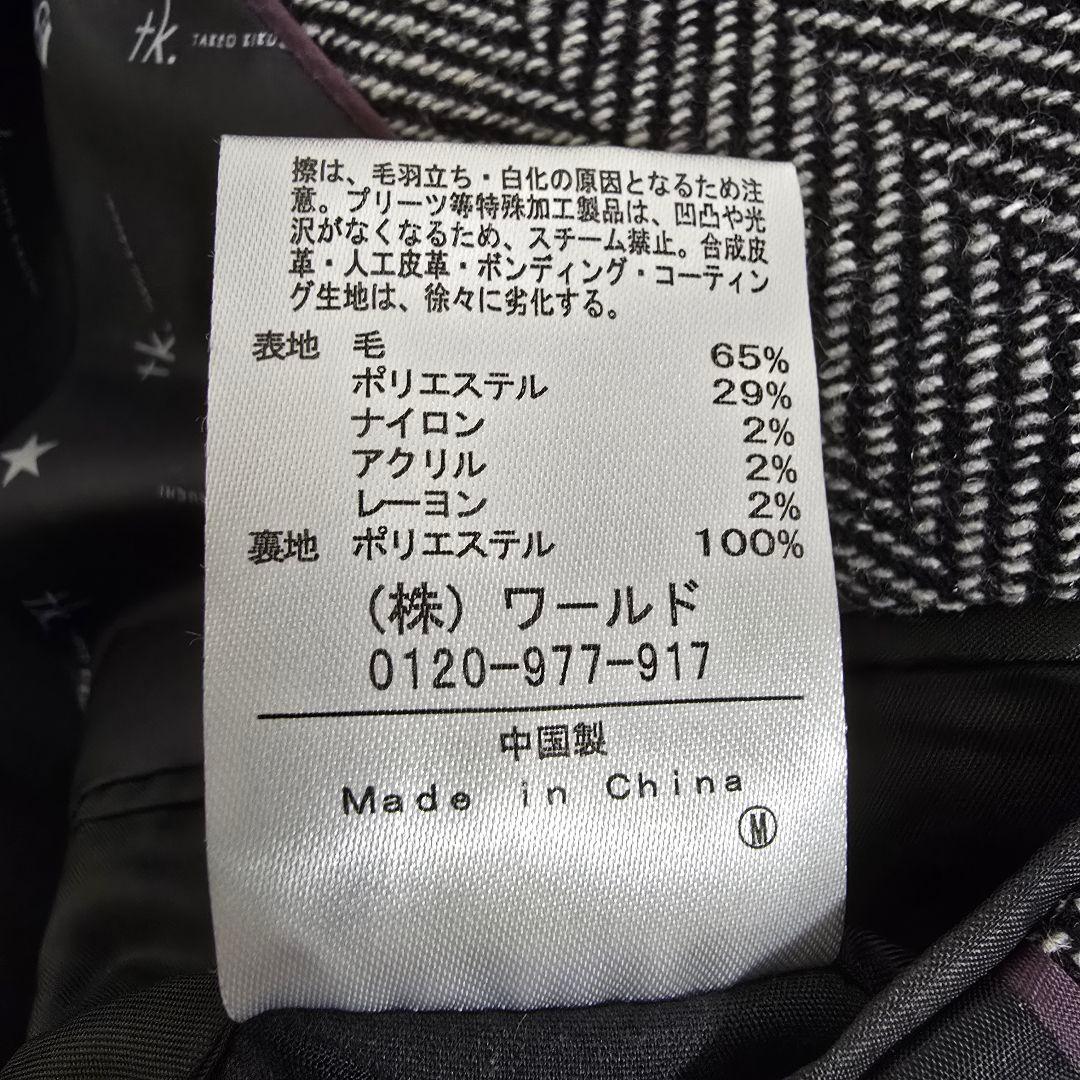 tk. TAKEO KIKU
tk.
擦は、毛羽立ち・白化の原因となるため注
意。プリーツ等特殊加工製品は、凹凸や光
沢がなくなるため、スチーム禁止。合成皮
革・人工皮革・ボンディング・コーティン
グ生地は、徐々に劣化する。
表地 毛 65%
ポリエステル 29%
ナイロン 2%
アクリル 2%
レーヨン 2%
裏地 ポリエステル 100%
(株) ワールド
0120-977-917
中国製
Made in China
M